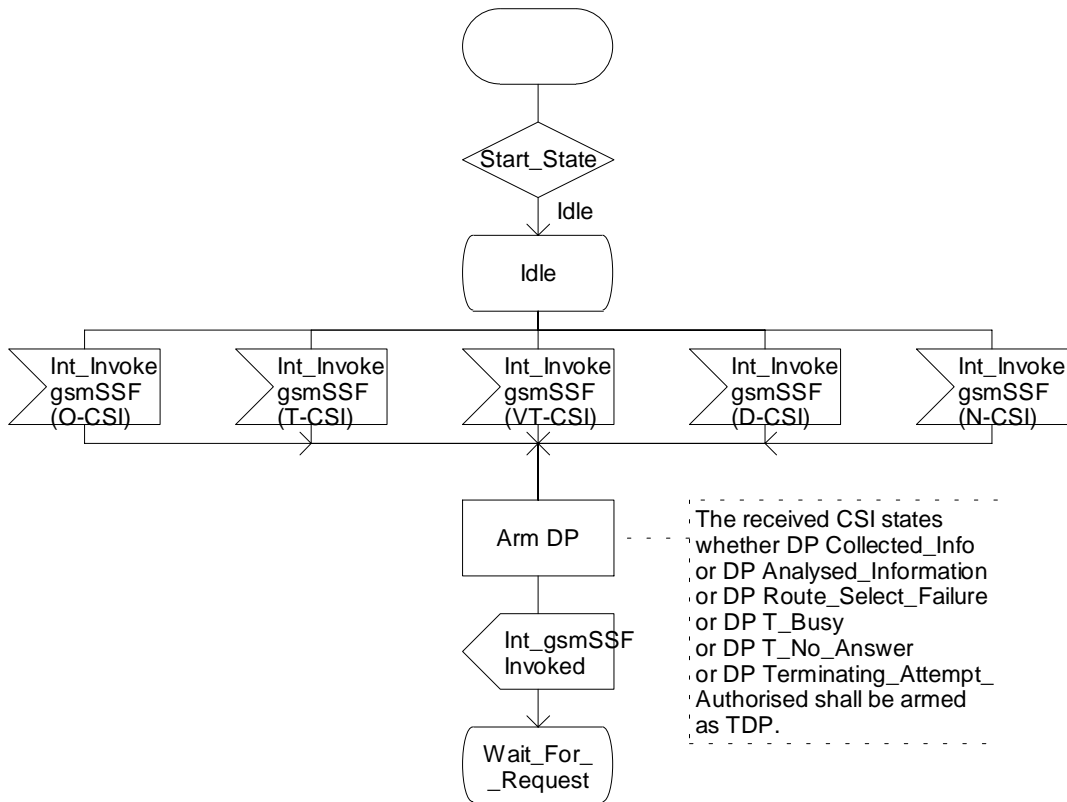 Start_State
Idle
Idle
Int_Invoke
gsmSSF
(O-CSI)
Int_Invoke
gsmSSF
(T-CSI)
Int_Invoke
gsmSSF
(VT-CSI)
Int_Invoke
gsmSSF
(D-CSI)
Int_Invoke
gsmSSF
(N-CSI)
Arm DP
The received CSI states
whether DP Collected_Info
or DP Analysed_Information
or DP Route_Select_Failure
or DP T_Busy
or DP T_No_Answer
or DP Terminating_Attempt_
Authorised shall be armed
as TDP.
Int_gsmSSF
Invoked
Wait_For_
_Request